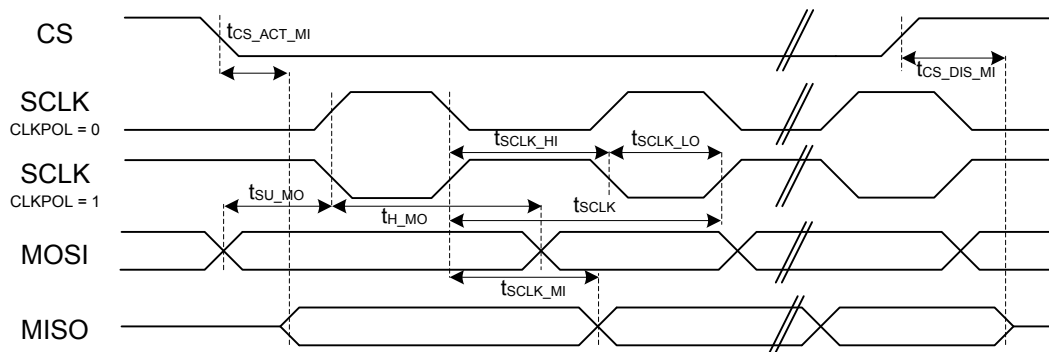 CS
tCS_ACT_MI
tCS_DIS_MI
SCLK
CLKPOL = 0
tSCLK_HI
tSCLK_LO
SCLK
CLKPOL = 1
tSU_MO
tH_MO
tSCLK
MOSI
tSCLK_MI
MISO